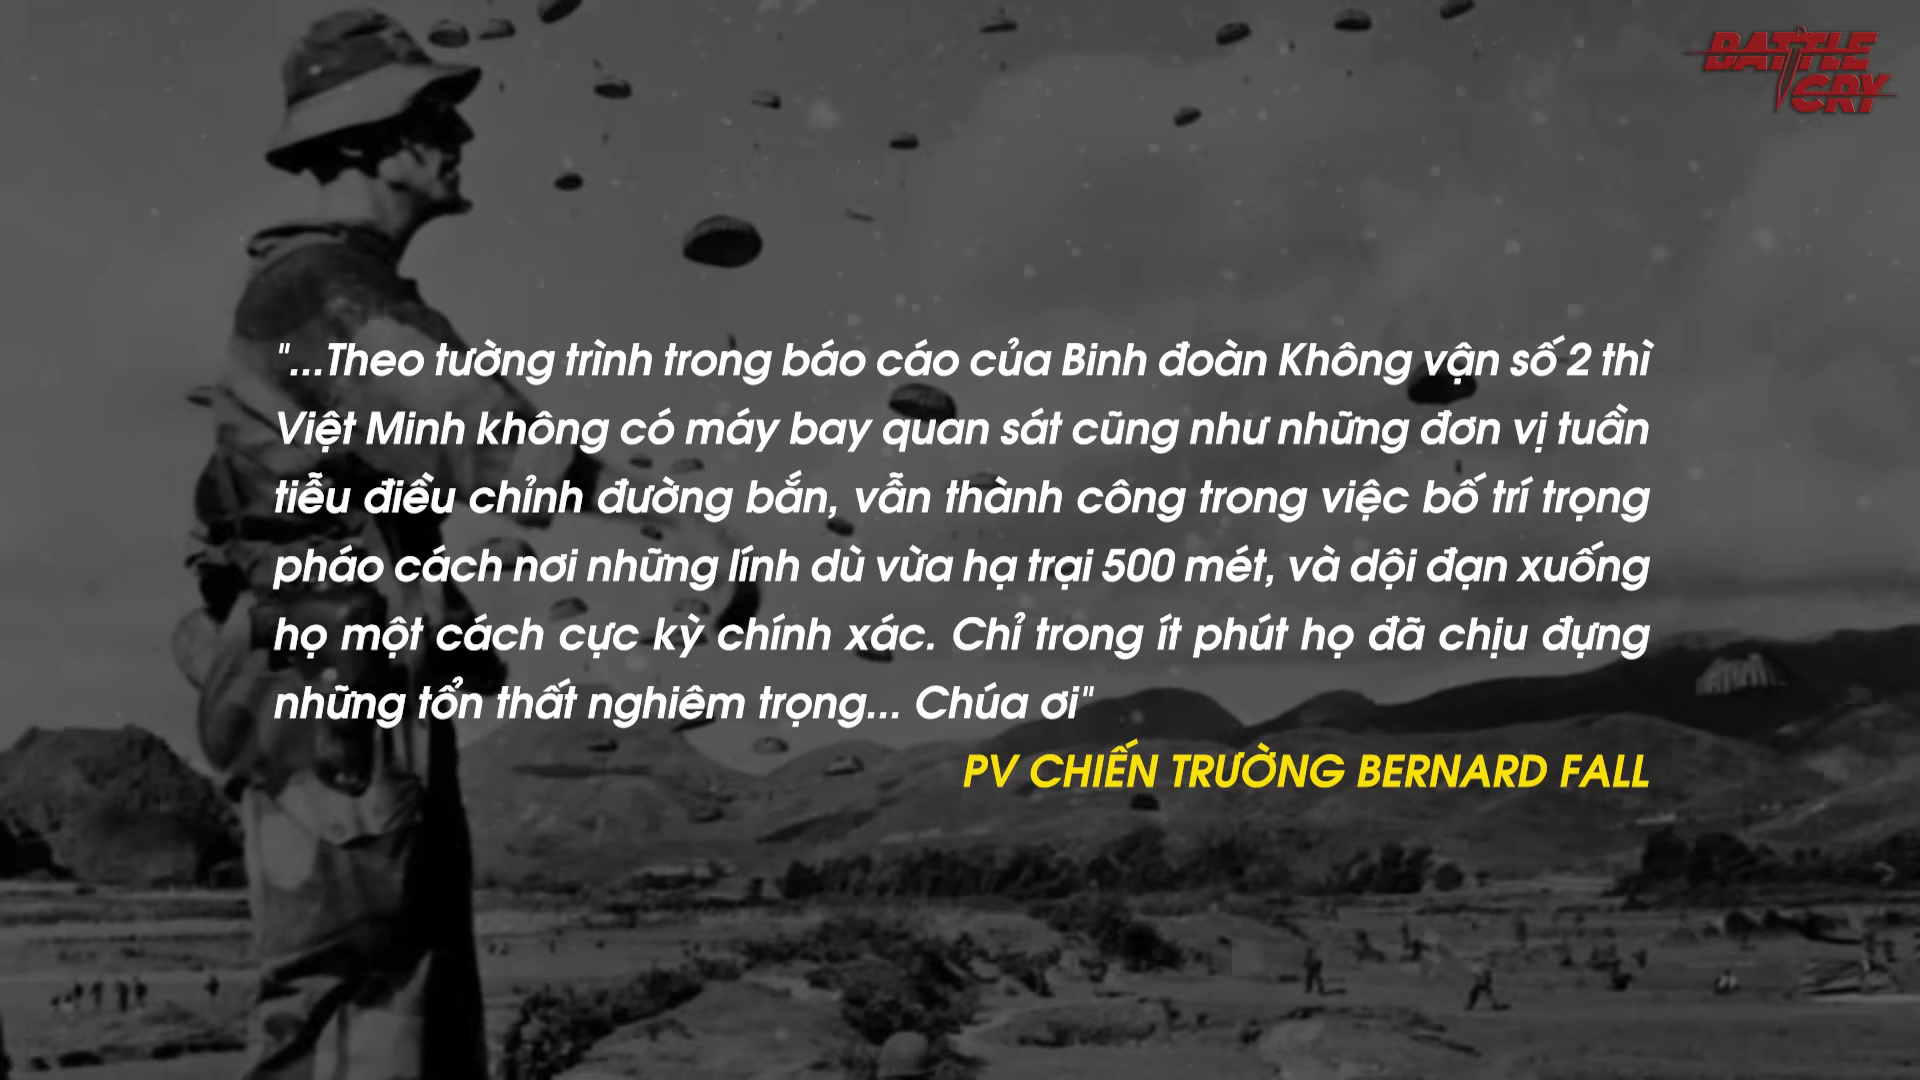 BATTLE
CRY
"...Theo tường trình trong báo cáo của Binh đoàn Không vận số 2 thì
Việt Minh không có máy bay quan sát cũng như những đơn vị tuần
tiễu điều chỉnh đường bắn, vẫn thành công trong việc bố trí trọng
pháo cách nơi những lính dù vừa hạ trại 500 mét, và dội đạn xuống
họ một cách cực kỳ chính xác. Chỉ trong ít phút họ đã chịu đựng
những tổn thất nghiêm trọng... Chúa ơi"
PV CHIẾN TRƯỜNG BERNARD FALL